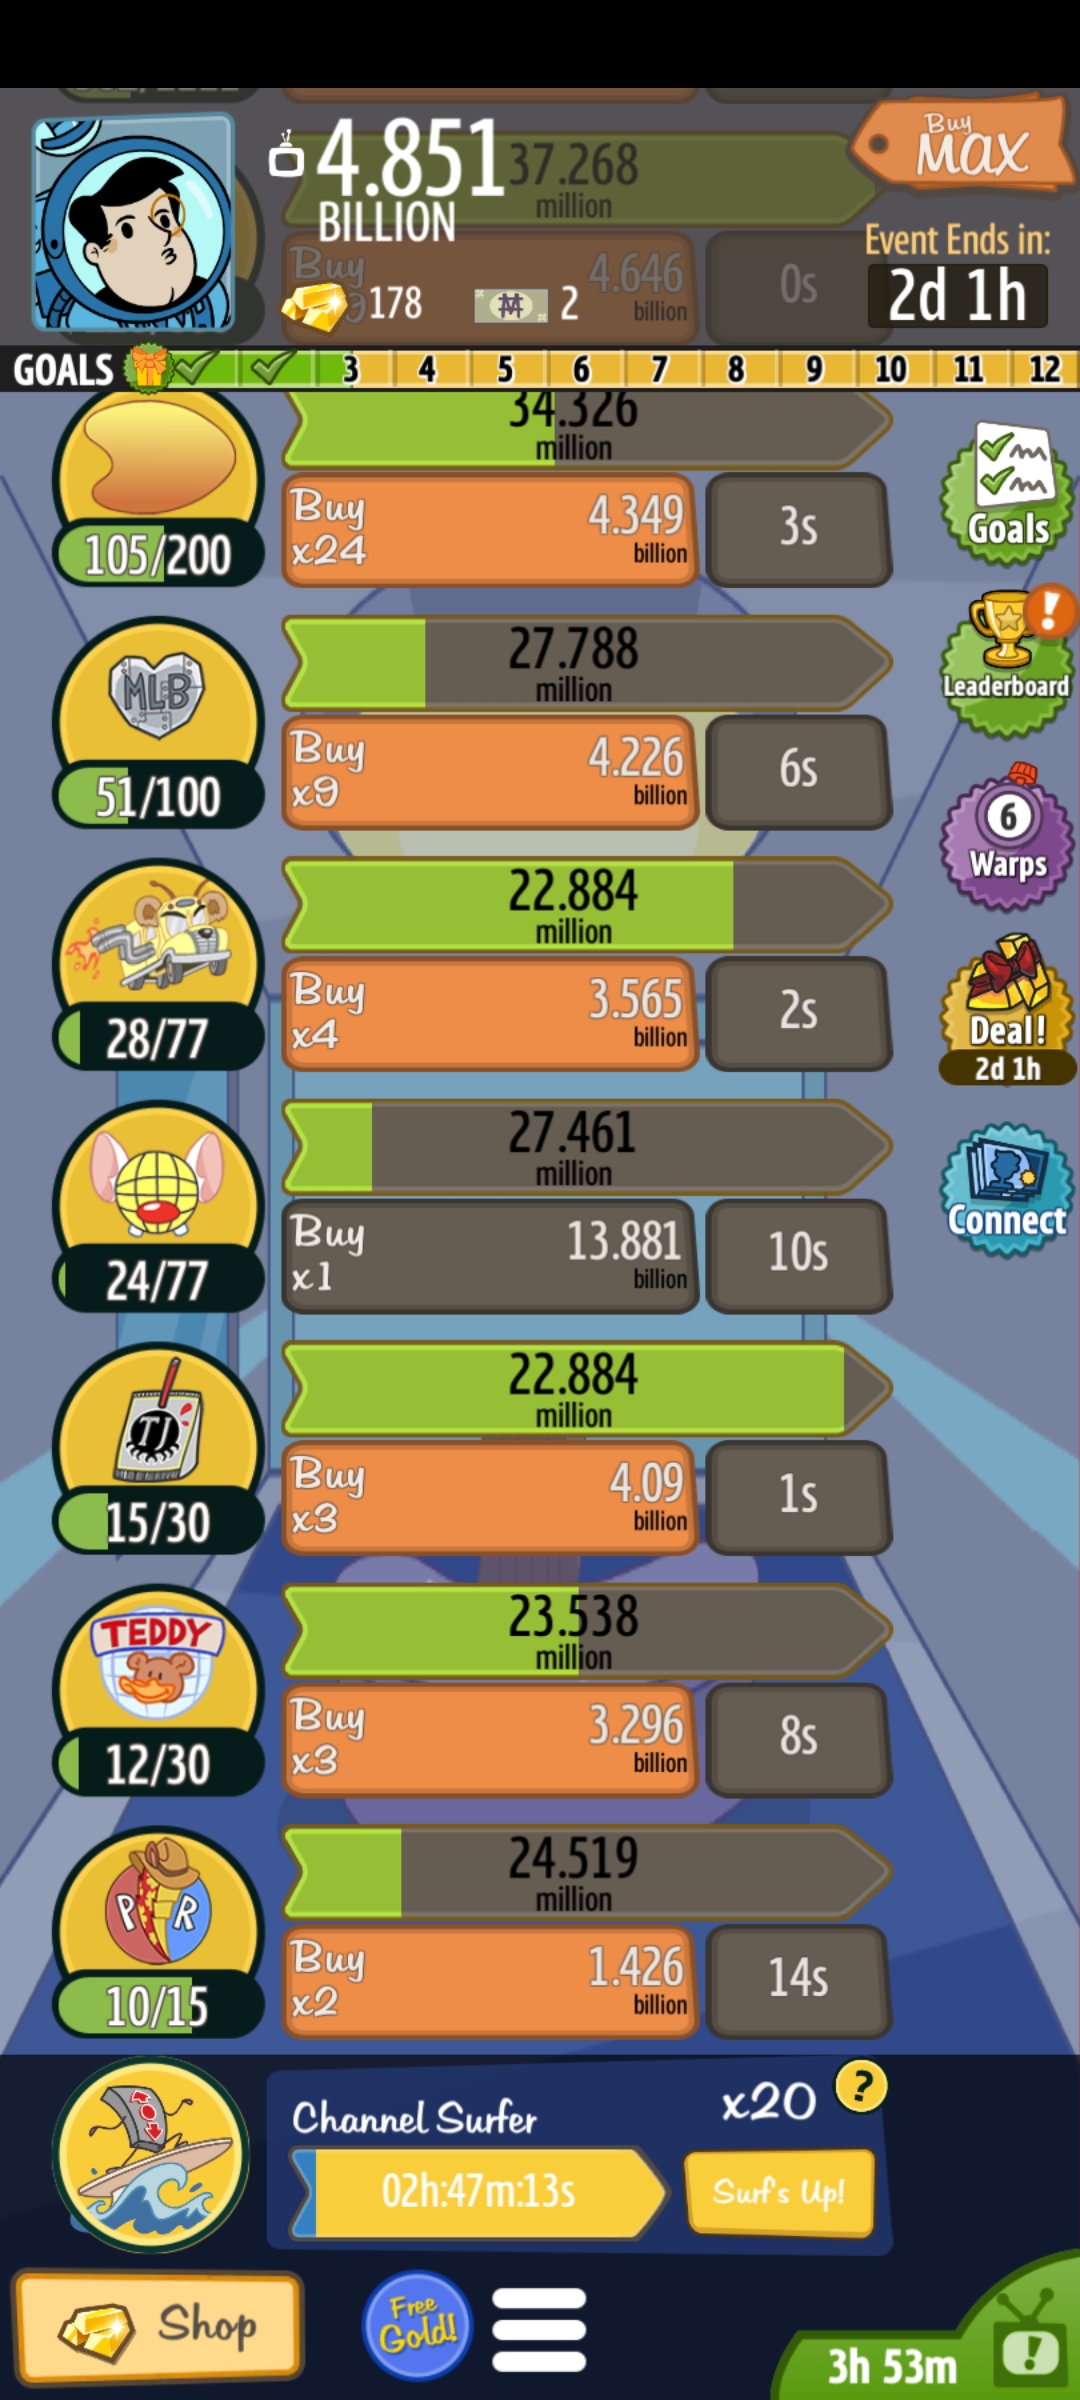 4.851
BILLION
37.268
million
Buy
MAX
Event Ends in:
2d 1h
Buy
4.646
billion
0s
178
2
GOALS
3
4
5
6
7
8
9
10
11
12
34.326
million
105/200
Buy
x24
4.349
billion
3s
Goals
MLB
51/100
27.788
million
Buy
x9
4.226
billion
6s
!
Leaderboard
28/77
22.884
million
Buy
x4
3.565
billion
2s
6
Warps
Deal!
2d 1h
24/77
27.461
million
Buy
x1
13.881
billion
10s
Connect
TJ
15/30
22.884
million
Buy
x3
4.09
billion
1s
TEDDY
12/30
23.538
million
Buy
x3
3.296
billion
8s
P R
10/15
24.519
million
Buy
x2
1.426
billion
14s
Channel Surfer
x20
?
02h:47m:13s
Surf's Up!
Shop
Free
Gold!
3h 53m
!